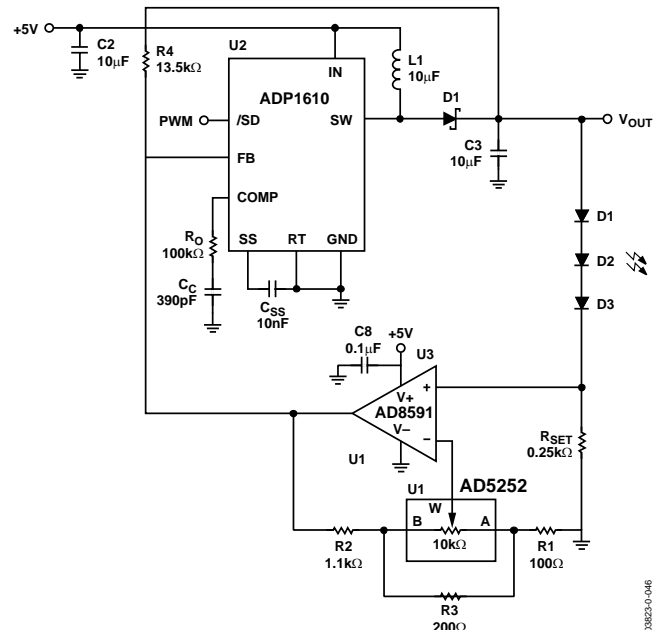 +5V
C2
10μF
R4
13.5kΩ
U2
IN
L1
10μF
ADP1610
D1
PWM
/SD
SW
VOUT
C3
10μF
FB
COMP
D1
RO
100kΩ
SS
RT
GND
D2
CC
390pF
CSS
10nF
D3
C8
0.1μF
+5V
U3
V+
+
AD8591
V–
–
RSET
0.25kΩ
U1
U1
AD5252
W
B
A
10kΩ
R2
1.1kΩ
R1
100Ω
R3
200Ω
03823-0-046